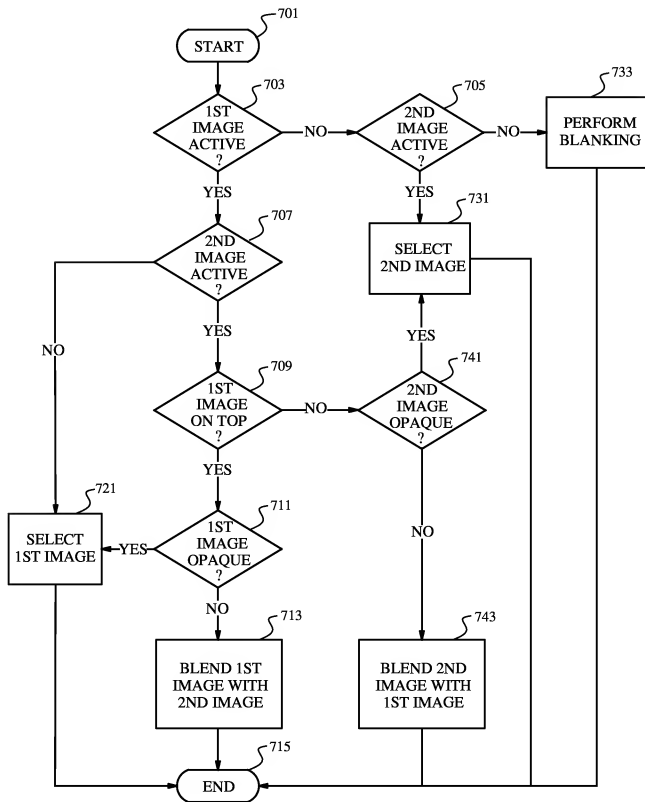 701
START
703
1ST
IMAGE
ACTIVE
?
NO
705
2ND
IMAGE
ACTIVE
?
NO
733
PERFORM
BLANKING
YES
YES
707
2ND
IMAGE
ACTIVE
?
731
SELECT
2ND IMAGE
NO
YES
YES
709
1ST
IMAGE
ON TOP
?
NO
741
2ND
IMAGE
OPAQUE
?
YES
721
SELECT
1ST IMAGE
YES
711
1ST
IMAGE
OPAQUE
?
NO
NO
713
BLEND 1ST
IMAGE WITH
2ND IMAGE
743
BLEND 2ND
IMAGE WITH
1ST IMAGE
715
END